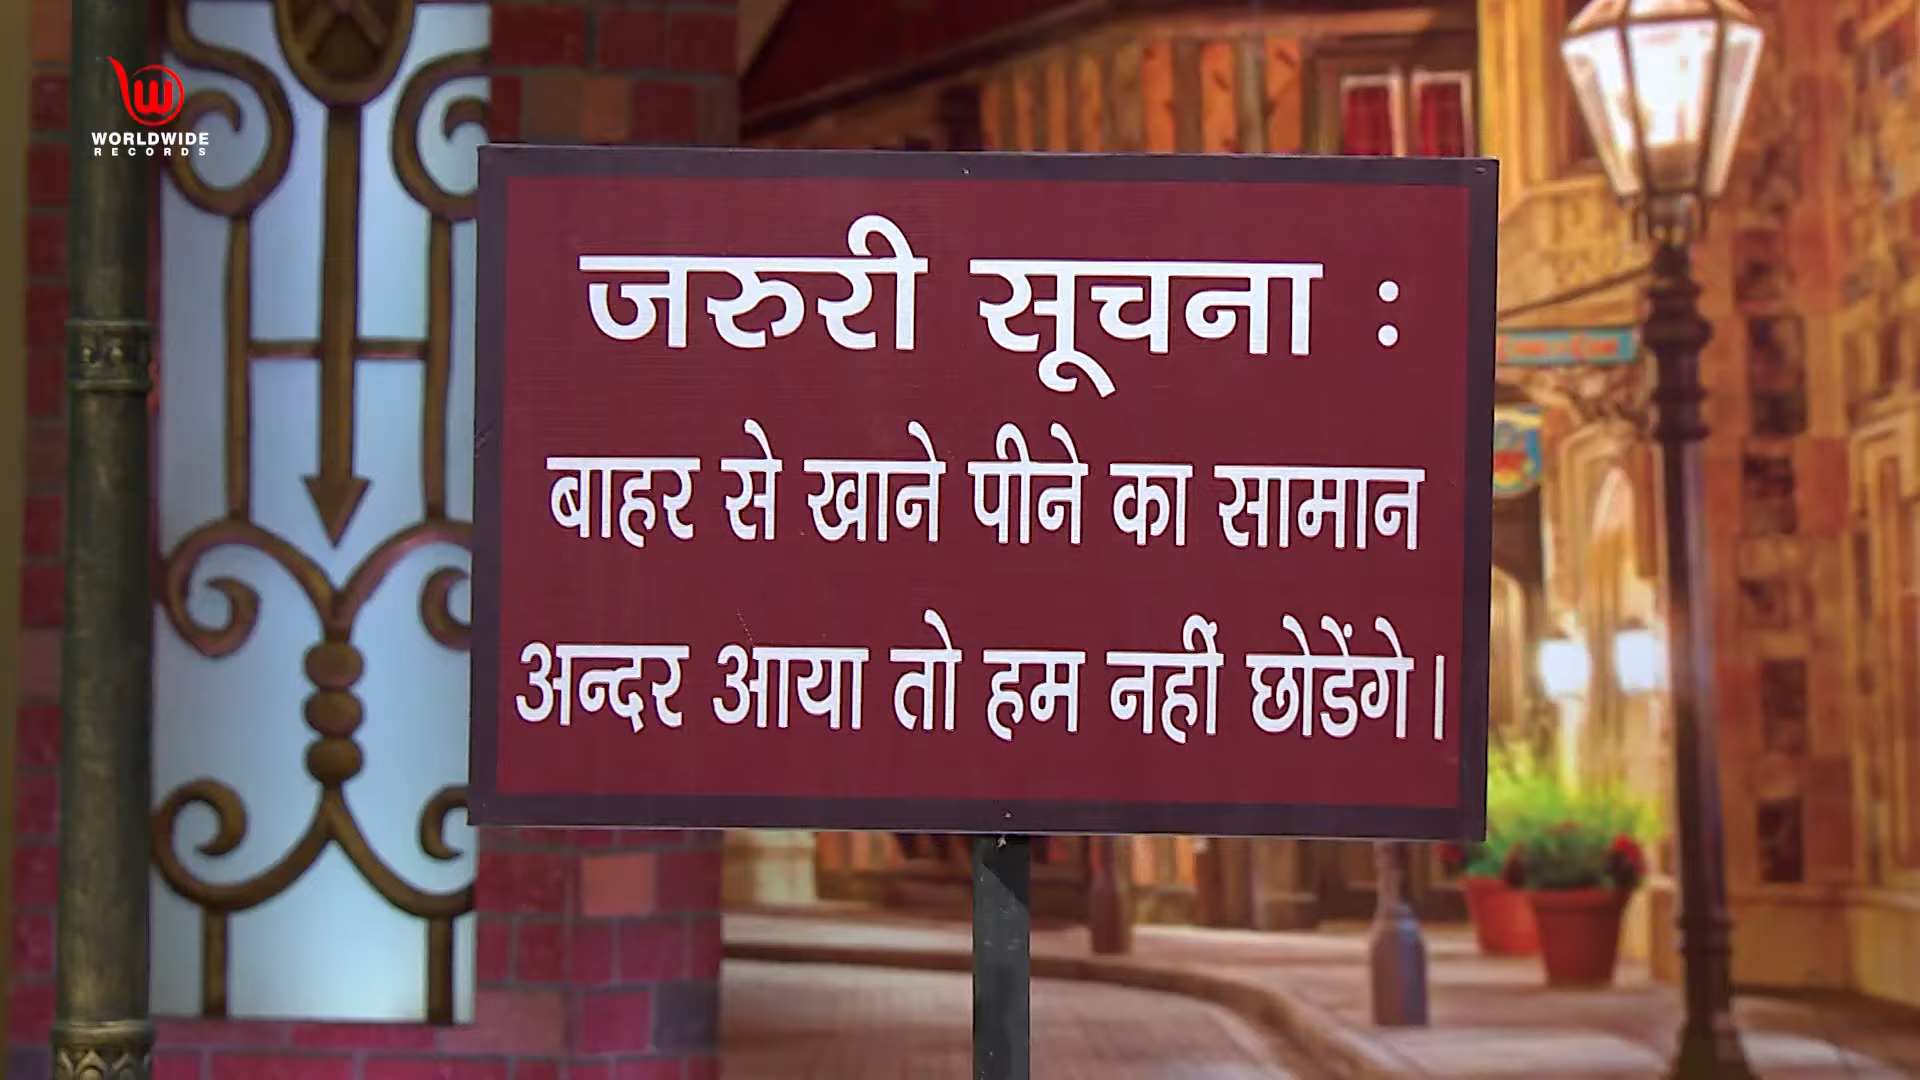 WORLDWIDE
RECORDS
जरुरी सूचना :
बाहर से खाने पीने का सामान
अन्दर आया तो हम नहीं छोडेंगे।